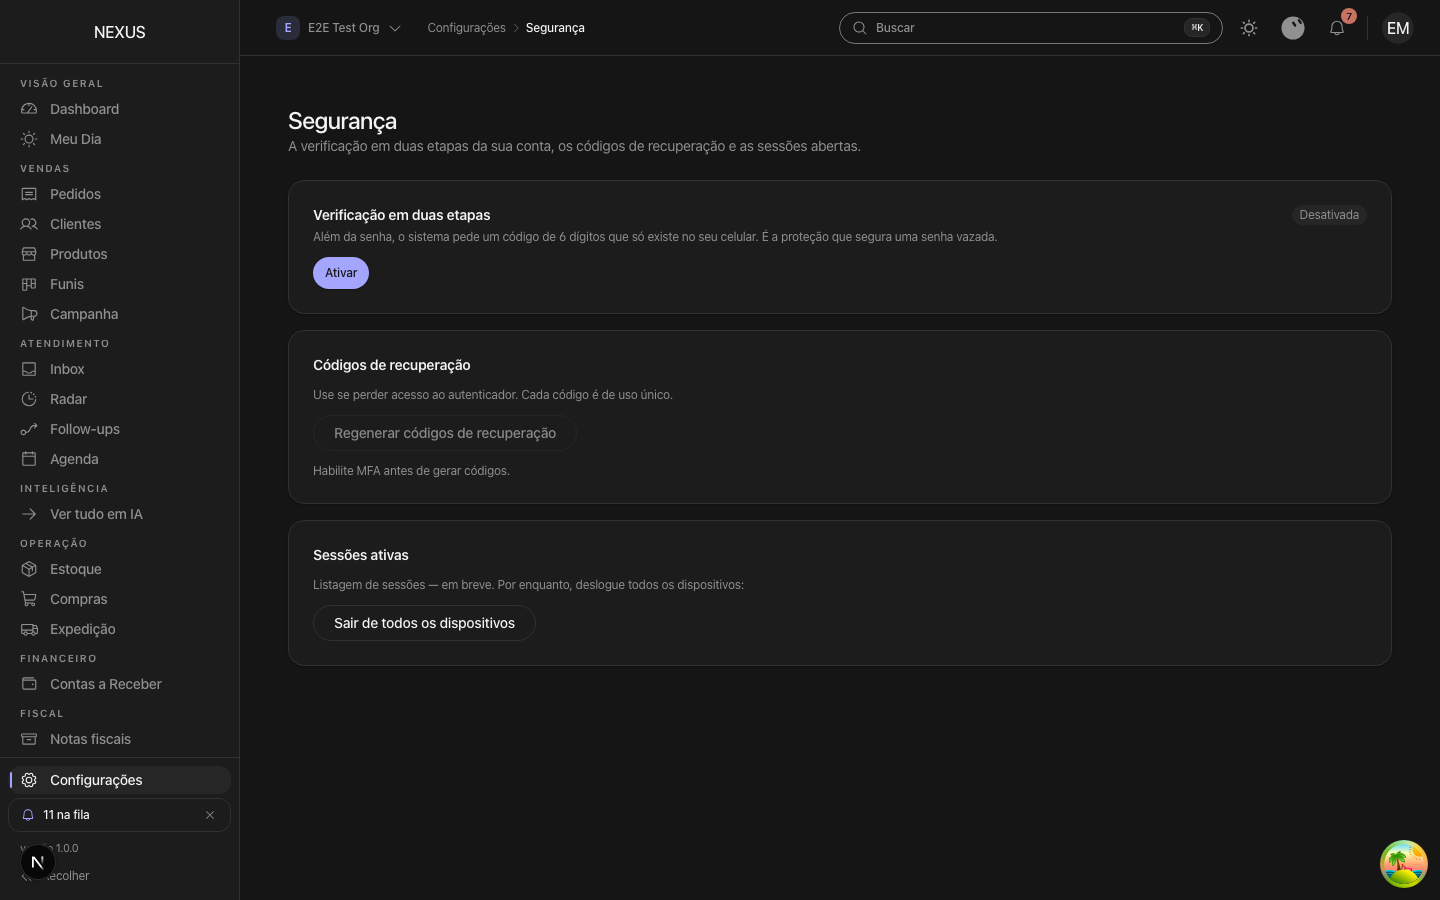 NEXUS
E
E2E Test Org
Configurações
Segurança
Buscar
⌘K
7
EM
VISÃO GERAL
Dashboard
Meu Dia
VENDAS
Pedidos
Clientes
Produtos
Funis
Campanha
ATENDIMENTO
Inbox
Radar
Follow-ups
Agenda
INTELIGÊNCIA
Ver tudo em IA
OPERAÇÃO
Estoque
Compras
Expedição
FINANCEIRO
Contas a Receber
FISCAL
Notas fiscais
Configurações
11 na fila
1.0.0
N
Segurança
A verificação em duas etapas da sua conta, os códigos de recuperação e as sessões abertas.
Verificação em duas etapas
Desativada
Além da senha, o sistema pede um código de 6 dígitos que só existe no seu celular. É a proteção que segura uma senha vazada.
Ativar
Códigos de recuperação
Use se perder acesso ao autenticador. Cada código é de uso único.
Regenerar códigos de recuperação
Habilite MFA antes de gerar códigos.
Sessões ativas
Listagem de sessões — em breve. Por enquanto, deslogue todos os dispositivos:
Sair de todos os dispositivos